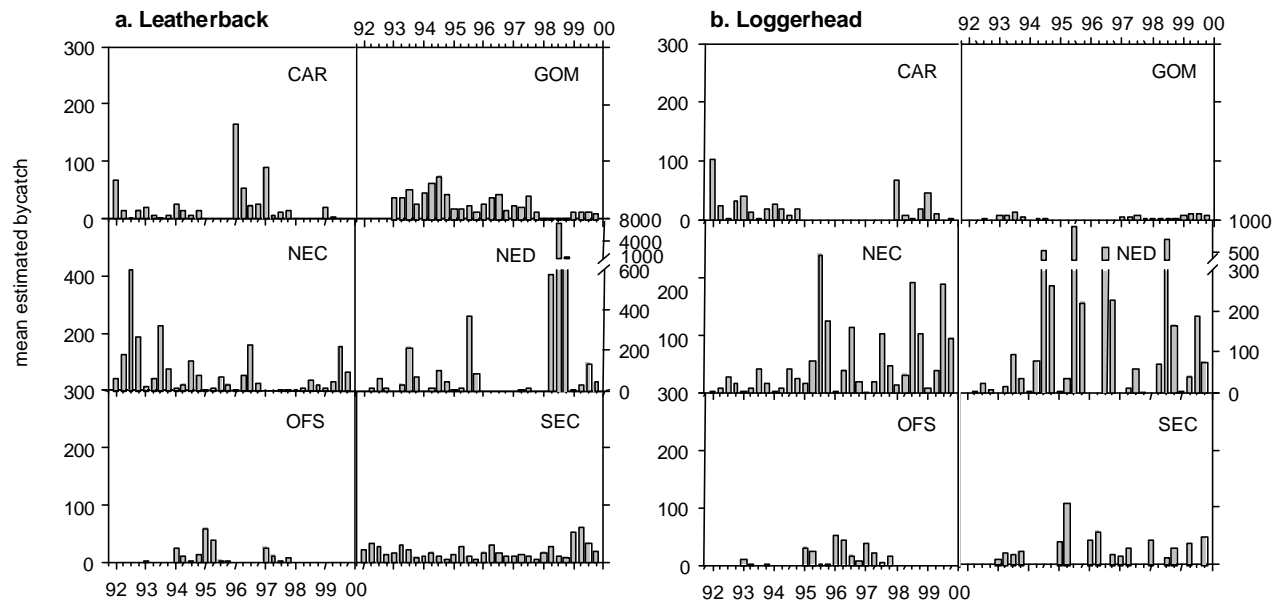 a. Leatherback
92 93 94 95 96 97 98 99 00
b. Loggerhead
92 93 94 95 96 97 98 99 00
mean estimated bycatch
300
200
100
0
CAR
GOM
300
200
100
0
CAR
GOM
400
200
300
NEC
NED
8000
4000
1000
600
400
200
0
200
100
300
NEC
NED
1000
500
300
200
100
0
200
100
0
OFS
SEC
200
100
0
OFS
SEC
92 93 94 95 96 97 98 99 00
92 93 94 95 96 97 98 99 00